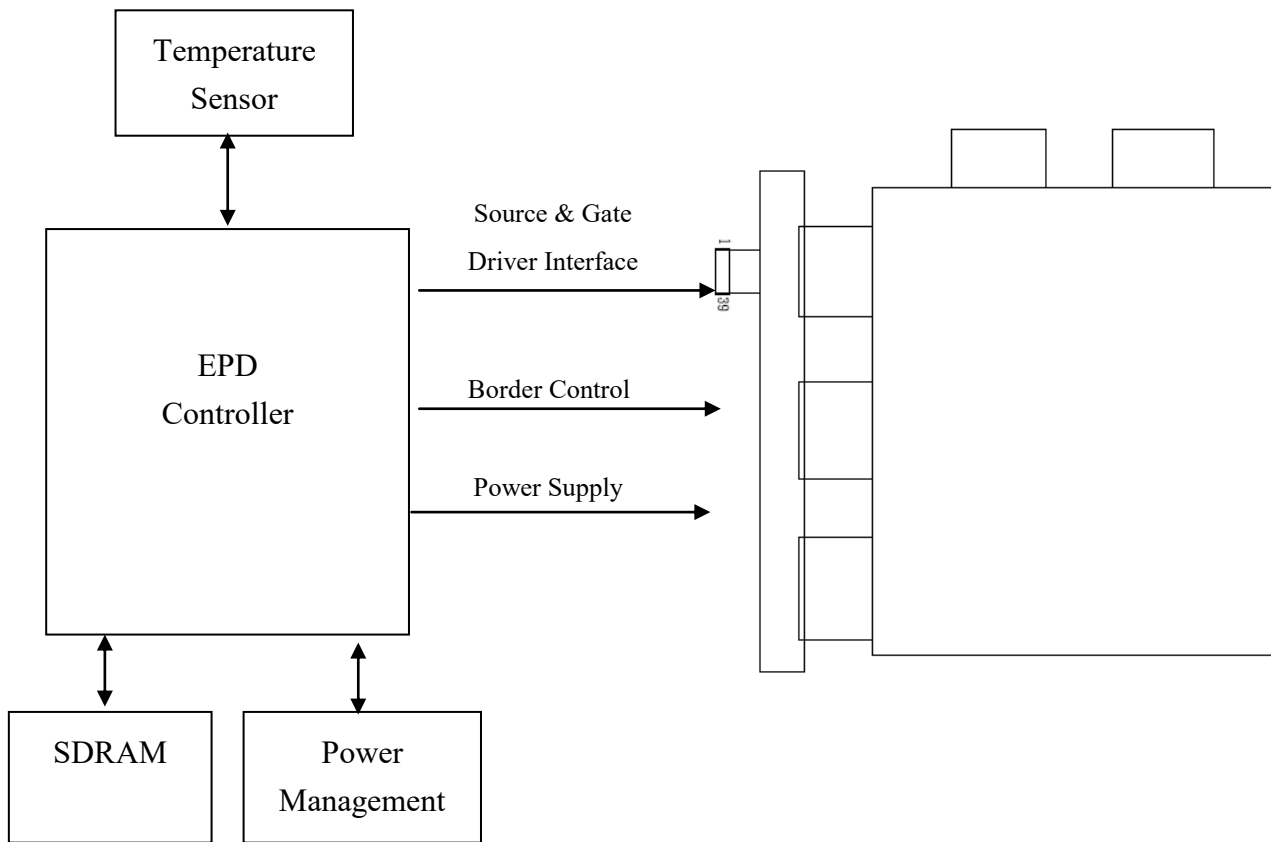 Temperature
Sensor
Source & Gate
Driver Interface
1
39
EPD
Controller
Border Control
Power Supply
SDRAM
Power
Management